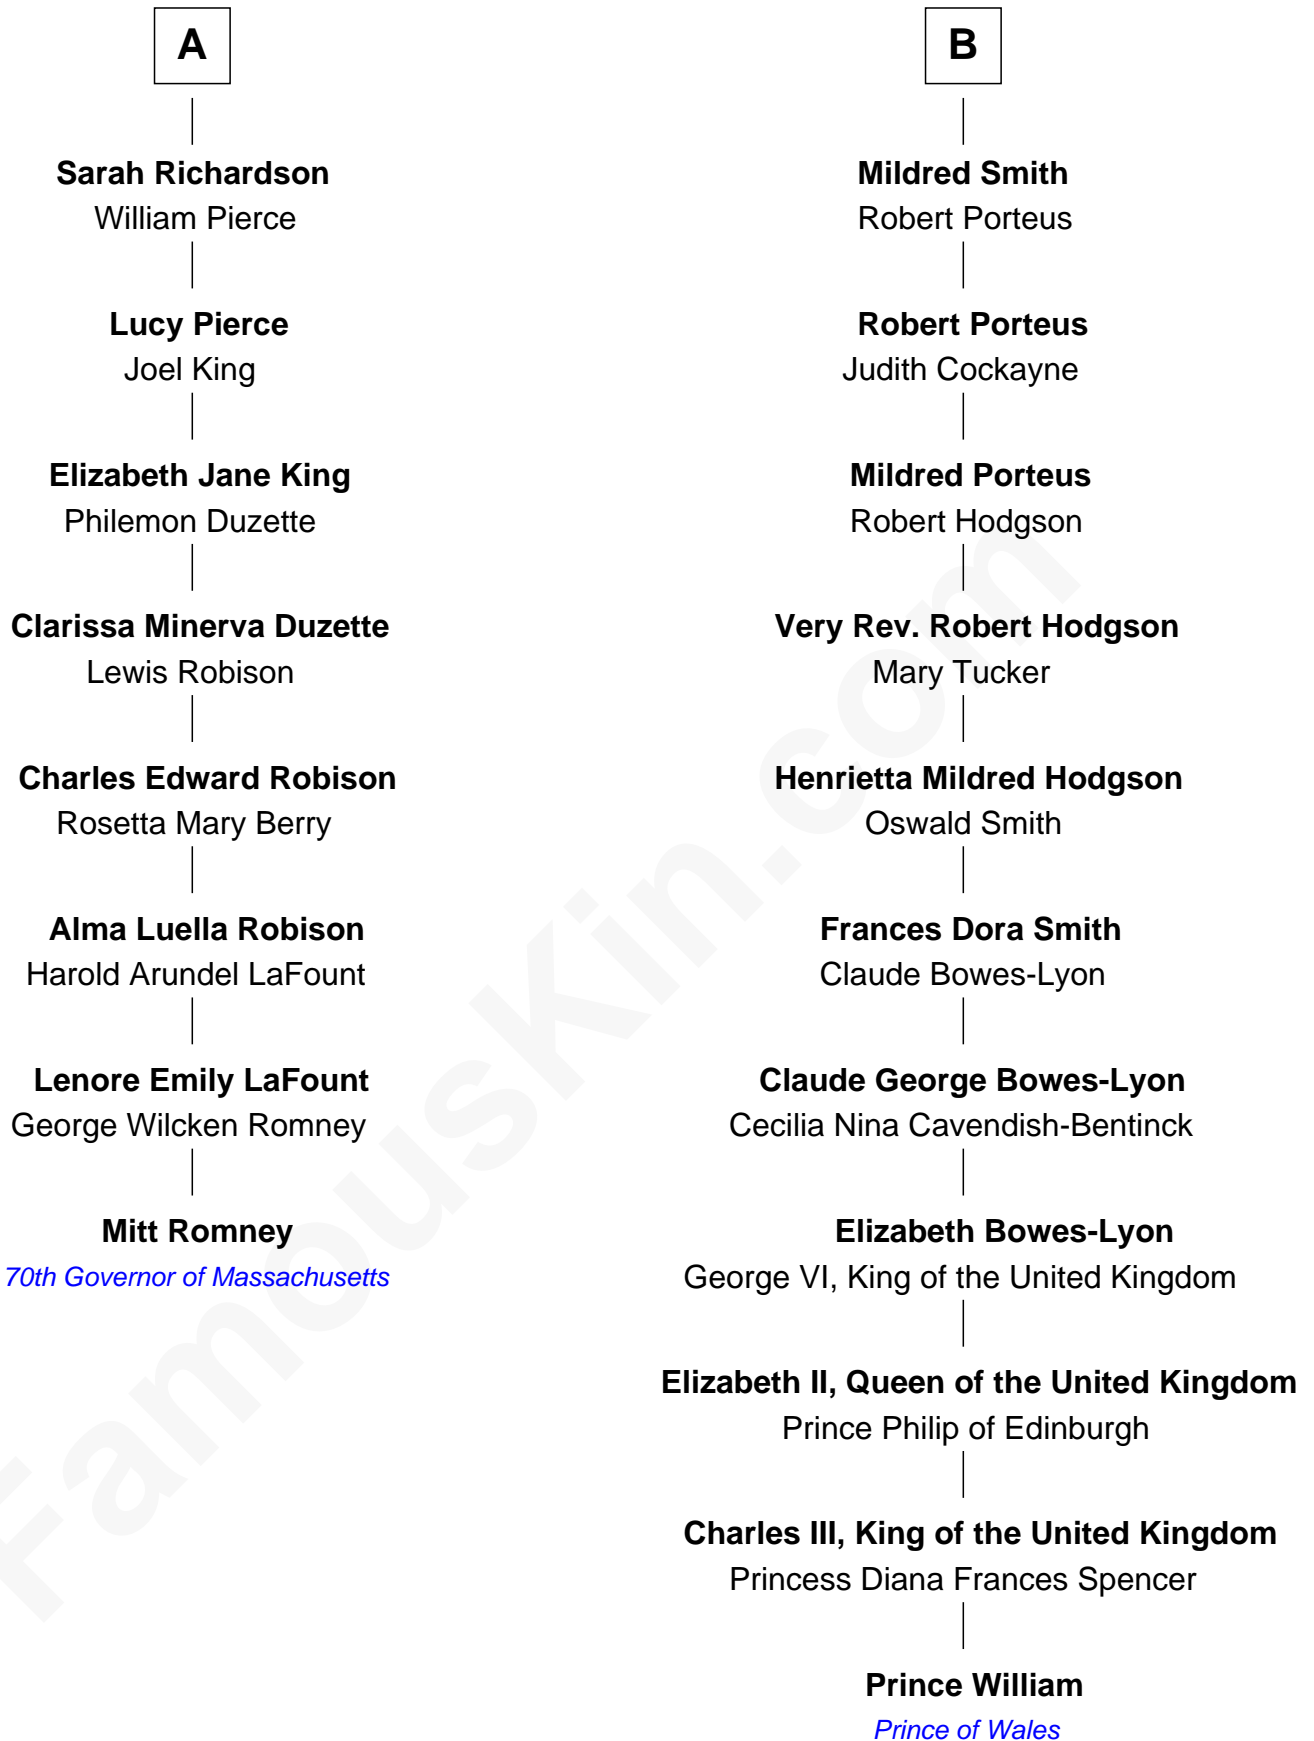 A
Sarah Richardson
William Pierce
Lucy Pierce
Joel King
Elizabeth Jane King
Philemon Duzette
Clarissa Minerva Duzette
Lewis Robison
Charles Edward Robison
Rosetta Mary Berry
Alma Luella Robison
Harold Arundel LaFount
Lenore Emily LaFount
George Wilcken Romney
Mitt Romney
70th Governor of Massachusetts
B
Mildred Smith
Robert Porteus
Robert Porteus
Judith Cockayne
Mildred Porteus
Robert Hodgson
Very Rev. Robert Hodgson
Mary Tucker
Henrietta Mildred Hodgson
Oswald Smith
Frances Dora Smith
Claude Bowes-Lyon
Claude George Bowes-Lyon
Cecilia Nina Cavendish-Bentinck
Elizabeth Bowes-Lyon
George VI, King of the United Kingdom
Elizabeth II, Queen of the United Kingdom
Prince Philip of Edinburgh
Charles III, King of the United Kingdom
Princess Diana Frances Spencer
Prince William
Prince of Wales
FamousKin.com